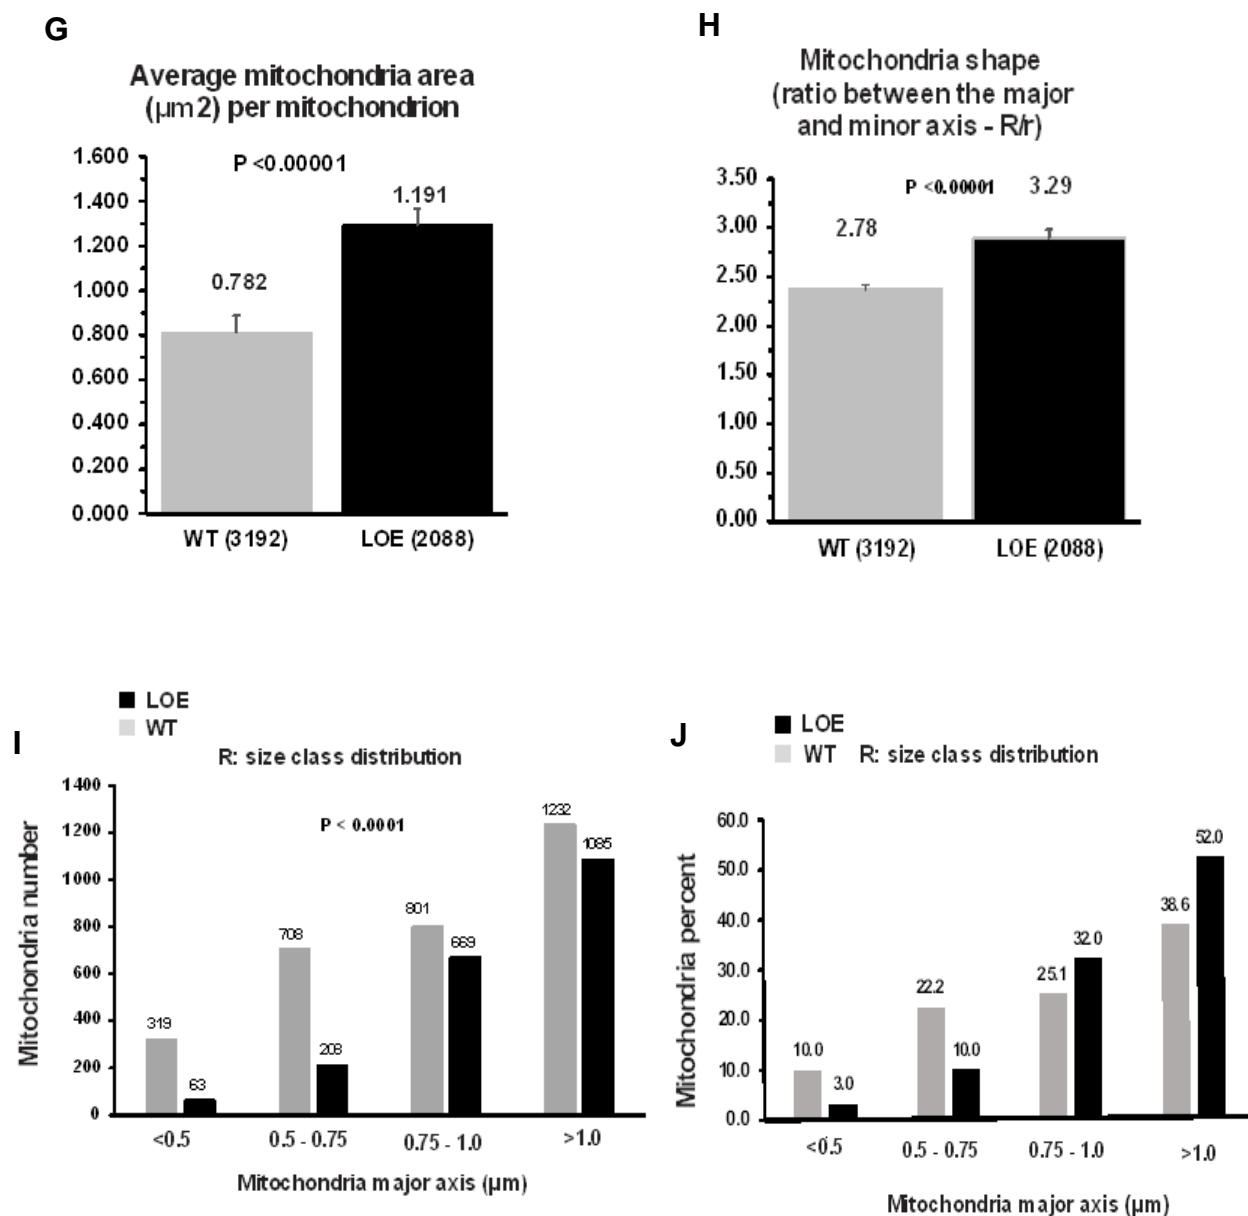 G
Average mitochondria area
(µm2) per mitochondrion
P <0.00001
1.600
1.400
1.200
1.000
0.800
0.600
0.400
0.200
0.000
0.782
1.191
WT (3192)
LOE (2088)
H
Mitochondria shape
(ratio between the major
and minor axis - R/r)
P <0.00001
3.50
3.00
2.50
2.00
1.50
1.00
0.50
0.00
2.78
3.29
WT (3192)
LOE (2088)
I
LOE
WT
R: size class distribution
P < 0.0001
Mitochondria number
1400
1200
1000
800
600
400
200
0
319
63
708
208
801
669
1232
1085
<0.5
0.5 - 0.75
0.75 - 1.0
>1.0
Mitochondria major axis (µm)
J
LOE
WT
R: size class distribution
Mitochondria percent
60.0
50.0
40.0
30.0
20.0
10.0
0.0
10.0
3.0
22.2
10.0
25.1
32.0
38.6
52.0
<0.5
0.5 - 0.75
0.75 - 1.0
>1.0
Mitochondria major axis (µm)